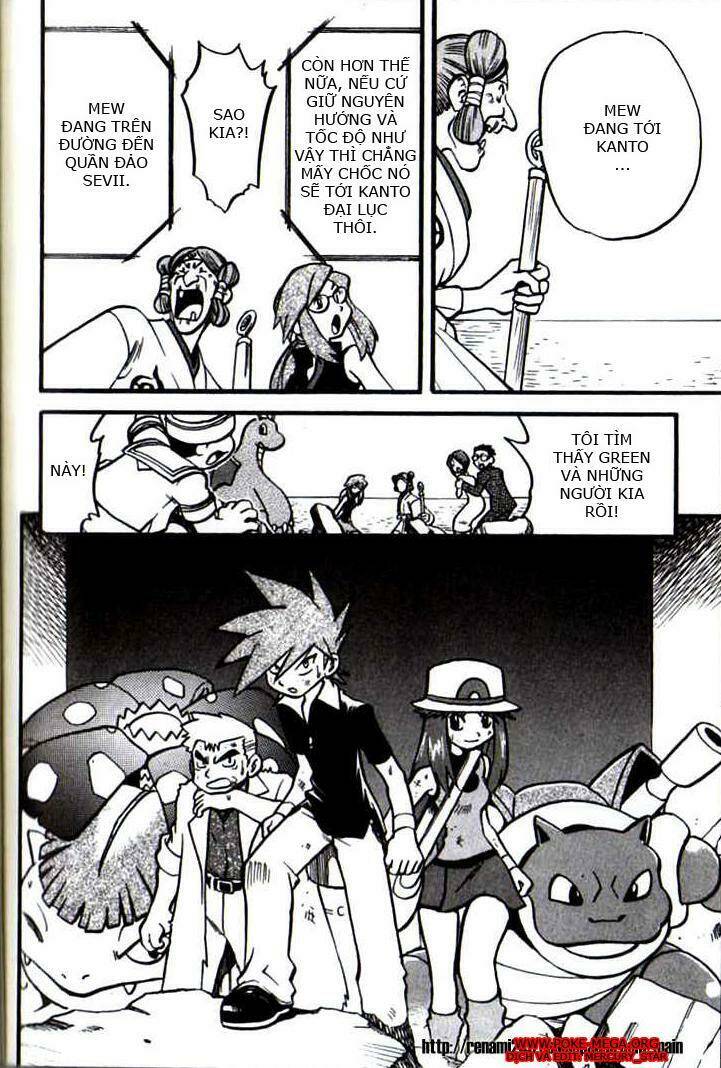 MEW
ĐANG TRÊN
ĐƯỜNG ĐẾN
QUẦN ĐẢO
SEVII.
SAO
KIA?!
CÒN HƠN THẾ
NỮA, NẾU CỨ
GIỮ NGUYÊN
HƯỚNG VÀ
TỐC ĐỘ NHƯ
VẬY THÌ CHẲNG
MẤY CHỐC NÓ
SẼ TỚI KANTO
ĐẠI LỤC
THÔI.
MEW
ĐANG TỚI
KANTO
...
NÀY!
TÔI TÌM
THẤY GREEN
VÀ NHỮNG
NGƯỜI KIA
RỒI!
WWW.POKE-MEGA.ORG
DỊCH VÀ EDIT: MERCURY_STAR